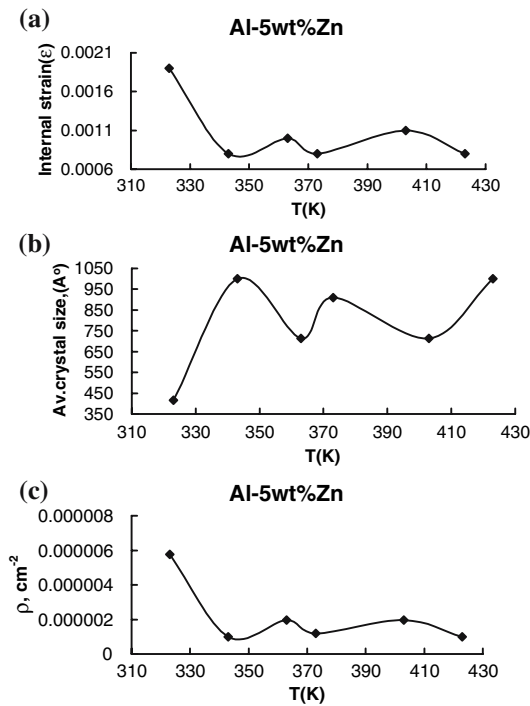 (a)
Al-5wt%Zn
Internal strain(ε)
0.0021
0.0016
0.0011
0.0006
310 330 350 370 390 410 430
T(K)
(b)
Al-5wt%Zn
Av.crystal size,(Aº)
1050
950
850
750
650
550
450
350
310 330 350 370 390 410 430
T(K)
(c)
Al-5wt%Zn
ρ, cm-2
0.000008
0.000006
0.000004
0.000002
0
310 330 350 370 390 410 430
T(K)